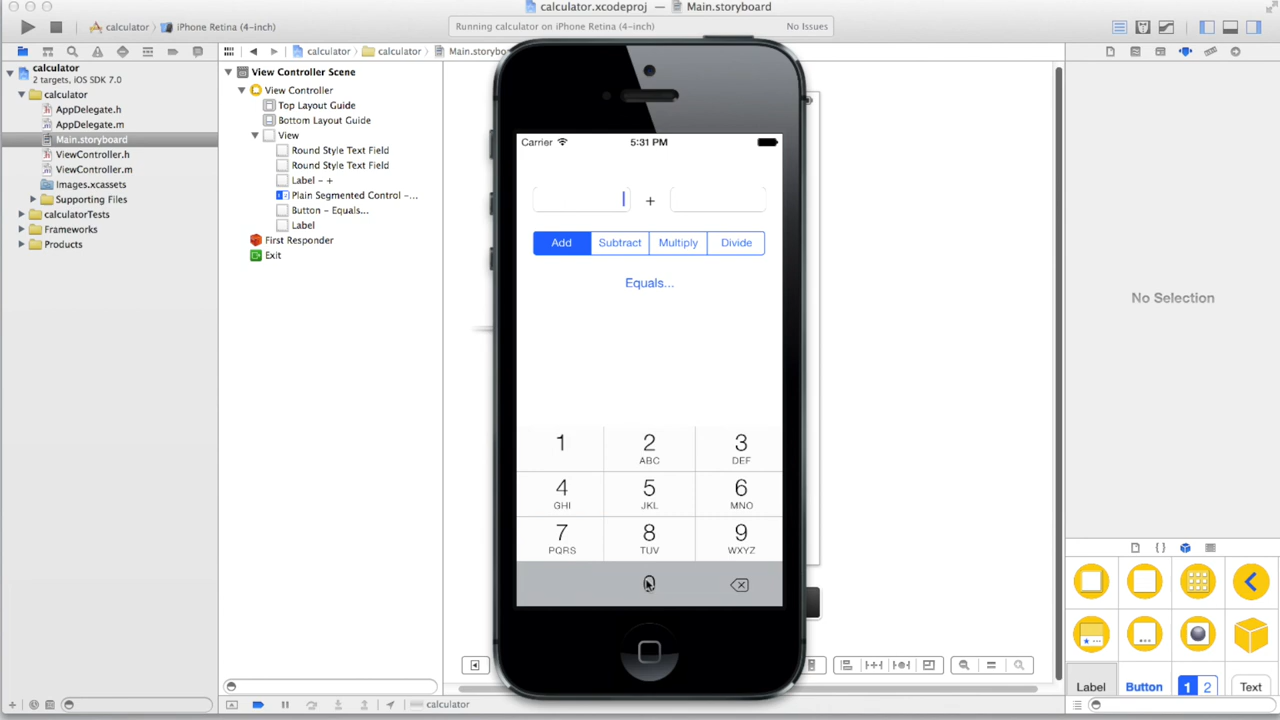 calculator.xcodeproj — Main.storyboard
calculator
iPhone Retina (4-inch)
Running calculator on iPhone Retina (4-inch)
No Issues
calculator
2 targets, iOS SDK 7.0
calculator
AppDelegate.h
AppDelegate.m
Main.storyboard
ViewController.h
ViewController.m
Images.xcassets
Supporting Files
calculatorTests
Frameworks
Products
calculator
calculator
View Controller Scene
View Controller
Top Layout Guide
Bottom Layout Guide
View
Round Style Text Field
Round Style Text Field
Label - +
Plain Segmented Control -...
Button - Equals...
Label
First Responder
Exit
Carrier
5:31 PM
+
Add Subtract Multiply Divide
Equals...
1 2 3
ABC DEF
4 5 6
GHI JKL MNO
7 8 9
PQRS TUV WXYZ
0
No Selection
Label Button 1 2 Text
calculator